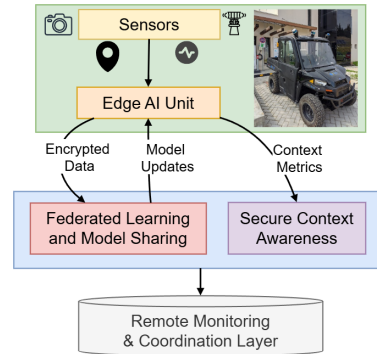 Sensors
Edge AI Unit
Encrypted
Data
Model
Updates
Context
Metrics
Federated Learning
and Model Sharing
Secure Context
Awareness
Remote Monitoring
& Coordination Layer